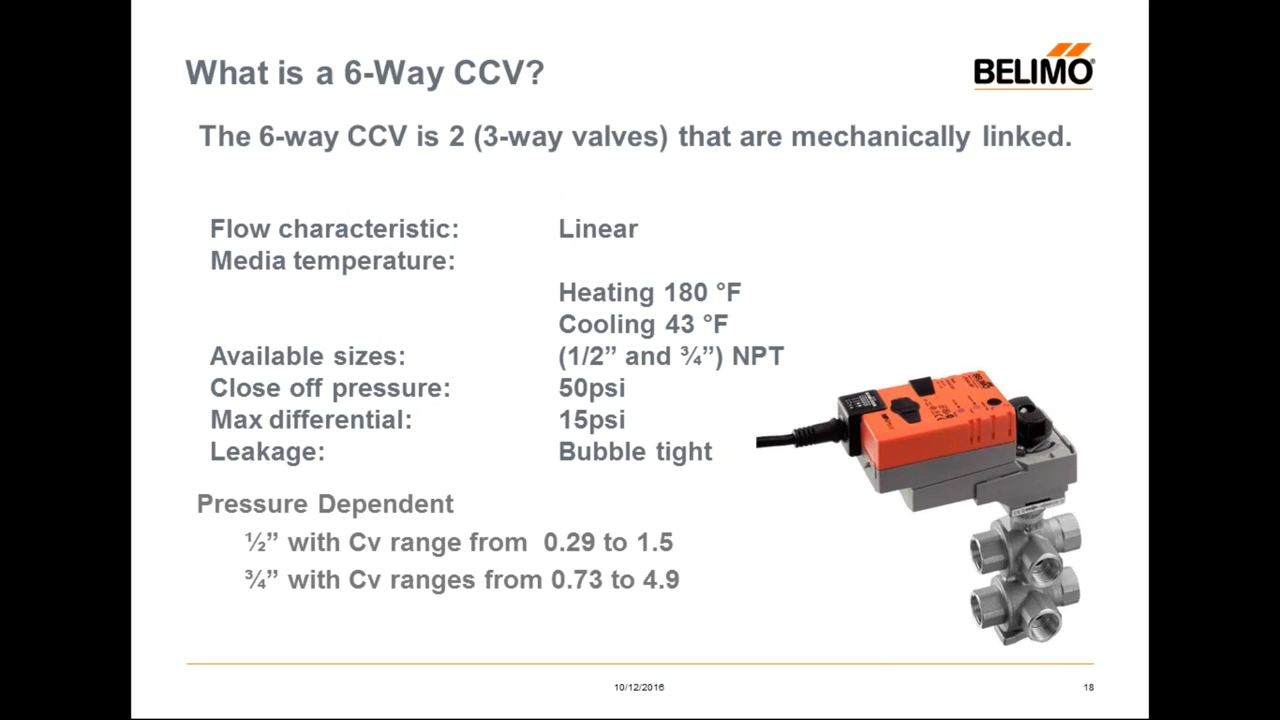 What is a 6-Way CCV?
BELIMO®
The 6-way CCV is 2 (3-way valves) that are mechanically linked.
Flow characteristic: Linear
Media temperature:
Heating 180 °F
Cooling 43 °F
Available sizes: (1/2” and ¾”) NPT
Close off pressure: 50psi
Max differential: 15psi
Leakage: Bubble tight
BELIMO
Pressure Dependent
½” with Cv range from 0.29 to 1.5
¾” with Cv ranges from 0.73 to 4.9
10/12/2016
18